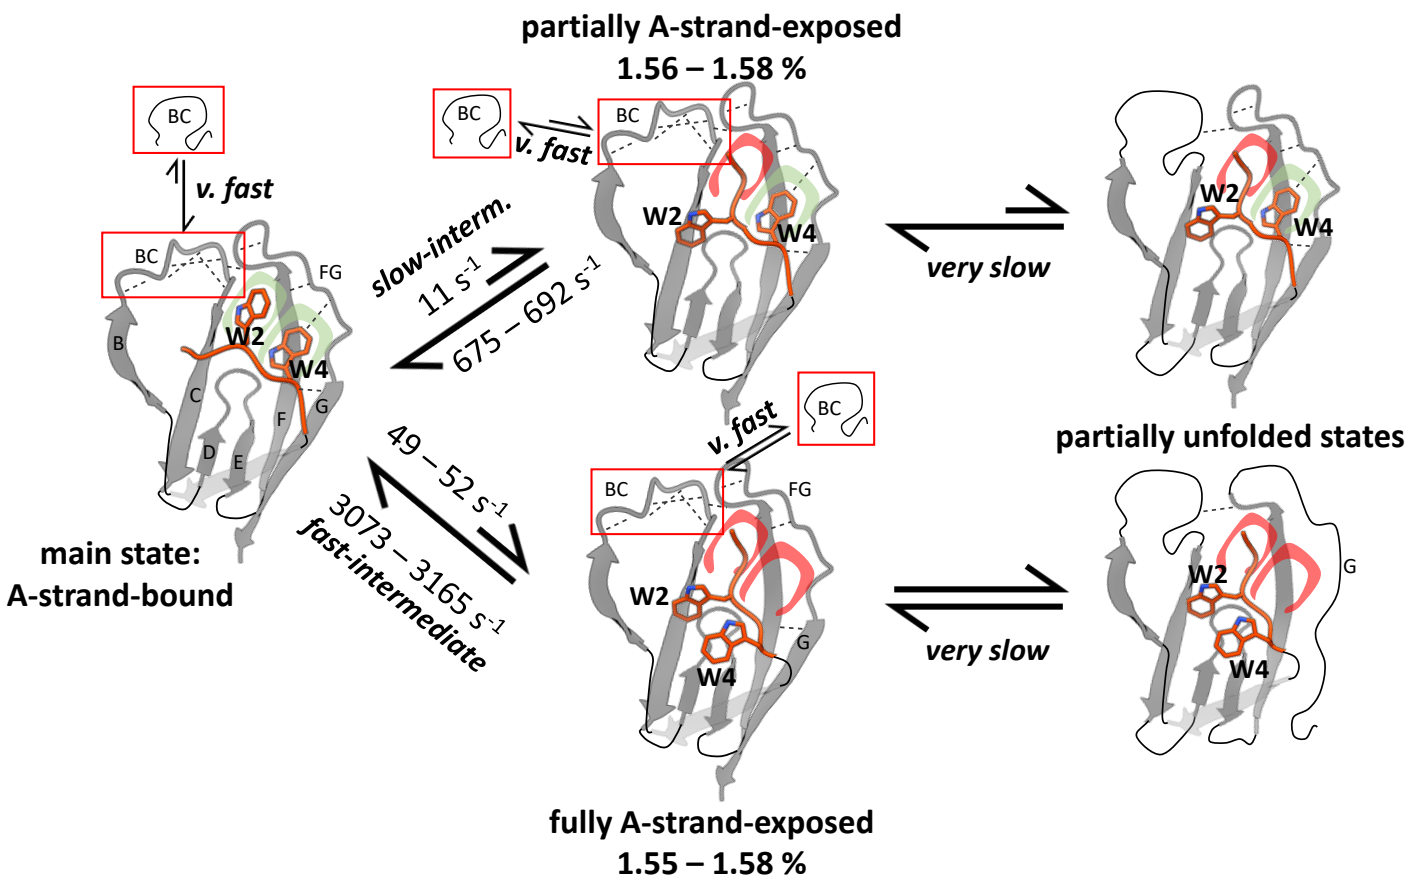 partially A-strand-exposed
1.56 – 1.58 %
BC
v. fast
BC
FG
B
W2
W4
C
F
G
D
E
main state:
A-strand-bound
slow-interm.
11 s-1
675 – 692 s-1
BC
v. fast
BC
W2
W4
very slow
W2
W4
partially unfolded states
49 – 52 s-1
3073 – 3165 s-1
fast-intermediate
v. fast
BC
BC
FG
W2
G
W4
very slow
W2
G
W4
fully A-strand-exposed
1.55 – 1.58 %